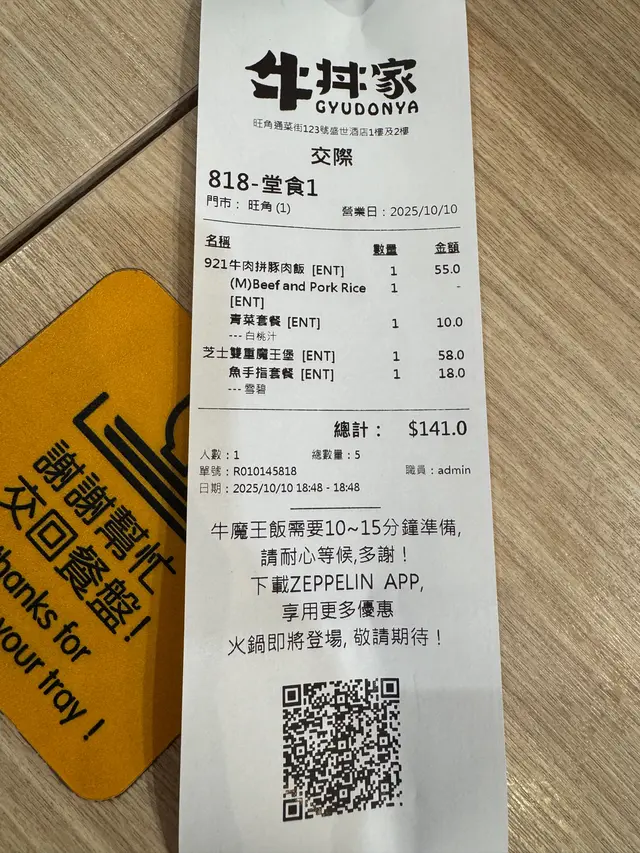 牛丼家
GYUDONYA
旺角通菜街123號盛世酒店1樓及2樓
交際
818-堂食1
門市： 旺角 (1) 營業日：2025/10/10
名稱 數量 金額
921牛肉拼豚肉飯 [ENT] 1 55.0
(M)Beef and Pork Rice 1 -
[ENT]
青菜套餐 [ENT] 1 10.0
--- 白桃汁
芝士雙重魔王堡 [ENT] 1 58.0
魚手指套餐 [ENT] 1 18.0
--- 雪碧
總計： $141.0
人數：1 總數量：5
單號：R010145818 職員：admin
日期：2025/10/10 18:48 - 18:48
牛魔王飯需要10~15分鐘準備,
請耐心等候,多謝！
下載ZEPPELIN APP,
享用更多優惠
火鍋即將登場, 敬請期待！
謝謝幫忙
交回餐盤!
thanks for
your tray !